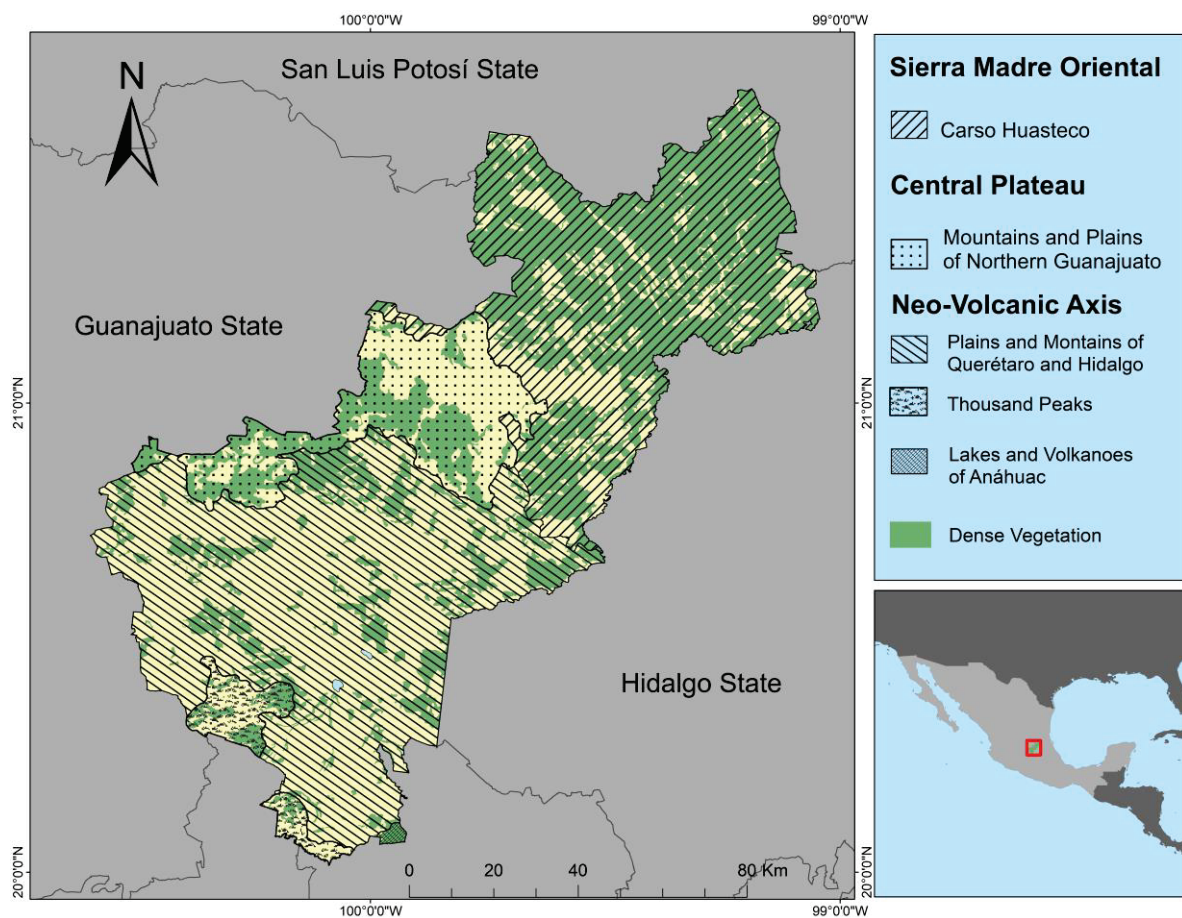 100°0'0"W
99°0'0"W
San Luis Potosí State
N
Guanajuato State
21°0'0"N
21°0'0"N
Hidalgo State
20°0'0"N
20°0'0"N
0 20 40 60 80 Km
100°0'0"W
99°0'0"W
Sierra Madre Oriental
Carso Huasteco
Central Plateau
Mountains and Plains
of Northern Guanajuato
Neo-Volcanic Axis
Plains and Montains of
Querétaro and Hidalgo
Thousand Peaks
Lakes and Volkanoes
of Anáhuac
Dense Vegetation